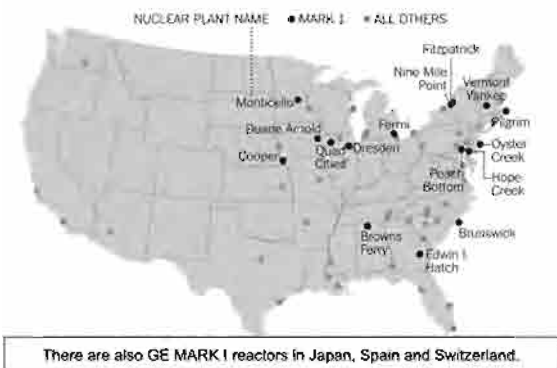 NUCLEAR PLANT NAME • MARK 1 • ALL OTHERS
Fitzpatrick
Nine Mile
Point
Vermont
Yankee
Monticello
Pilgrim
Duane Arnold
Fermi
Quad
Cities
Dresden
Oyster
Creek
Cooper
Peach
Bottom
Hope
Creek
Browns
Ferry
Brunswick
Edwin I.
Hatch
There are also GE MARK I reactors in Japan, Spain and Switzerland.